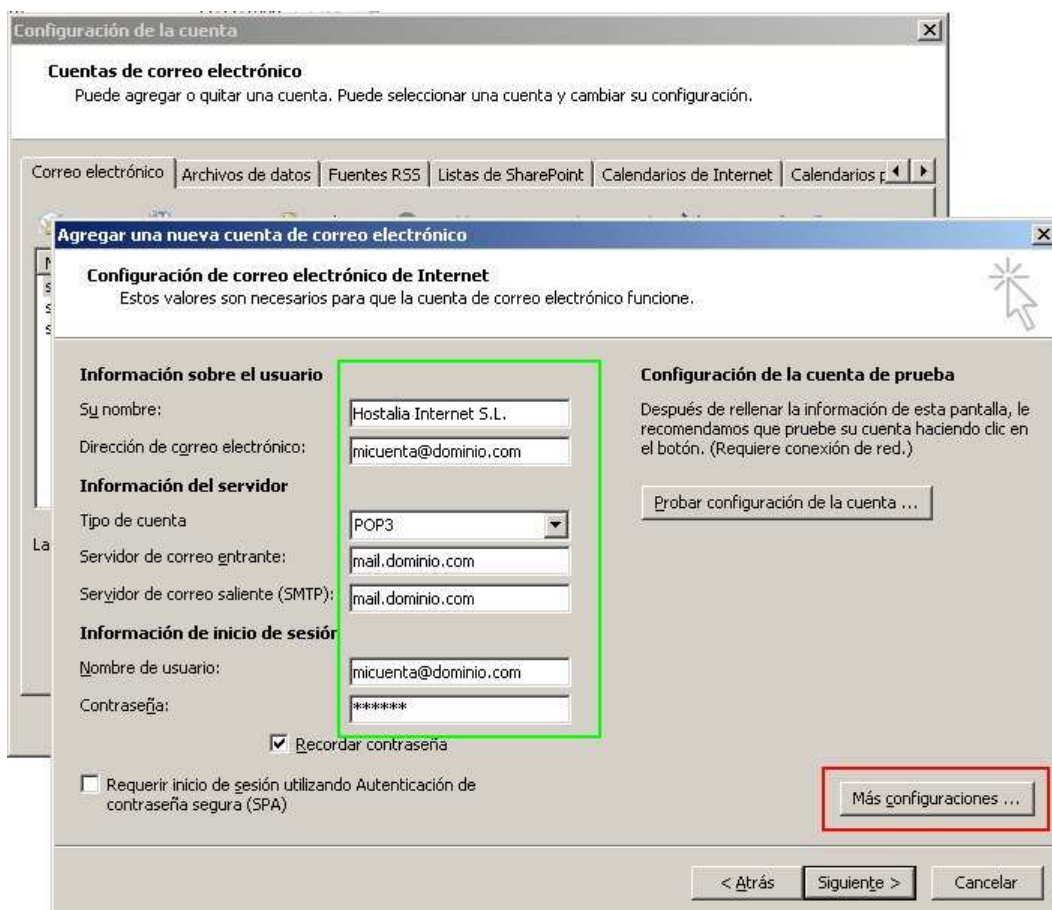 Configuración de la cuenta
Cuentas de correo electrónico
Puede agregar o quitar una cuenta. Puede seleccionar una cuenta y cambiar su configuración.
Correo electrónico Archivos de datos Fuentes RSS Listas de SharePoint Calendarios de Internet Calendarios
Agregar una nueva cuenta de correo electrónico
Configuración de correo electrónico de Internet
Estos valores son necesarios para que la cuenta de correo electrónico funcione.
Información sobre el usuario
Su nombre: Hostalia Internet S.L.
Dirección de correo electrónico: micuenta@dominio.com
Información del servidor
Tipo de cuenta POP3
Servidor de correo entrante: mail.dominio.com
Servidor de correo saliente (SMTP): mail.dominio.com
Información de inicio de sesión
Nombre de usuario: micuenta@dominio.com
Contraseña: ******
Recordar contraseña
Requerir inicio de sesión utilizando Autenticación de
contraseña segura (SPA)
Configuración de la cuenta de prueba
Después de rellenar la información de esta pantalla, le
recomendamos que pruebe su cuenta haciendo clic en
el botón. (Requiere conexión de red.)
Probar configuración de la cuenta ...
La
Más configuraciones ...
< Atrás Siguiente > Cancelar